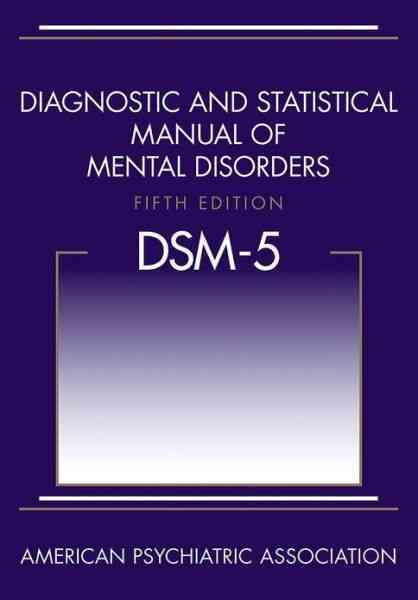 DIAGNOSTIC AND STATISTICAL
MANUAL OF
MENTAL DISORDERS
FIFTH EDITION
DSM-5
AMERICAN PSYCHIATRIC ASSOCIATION